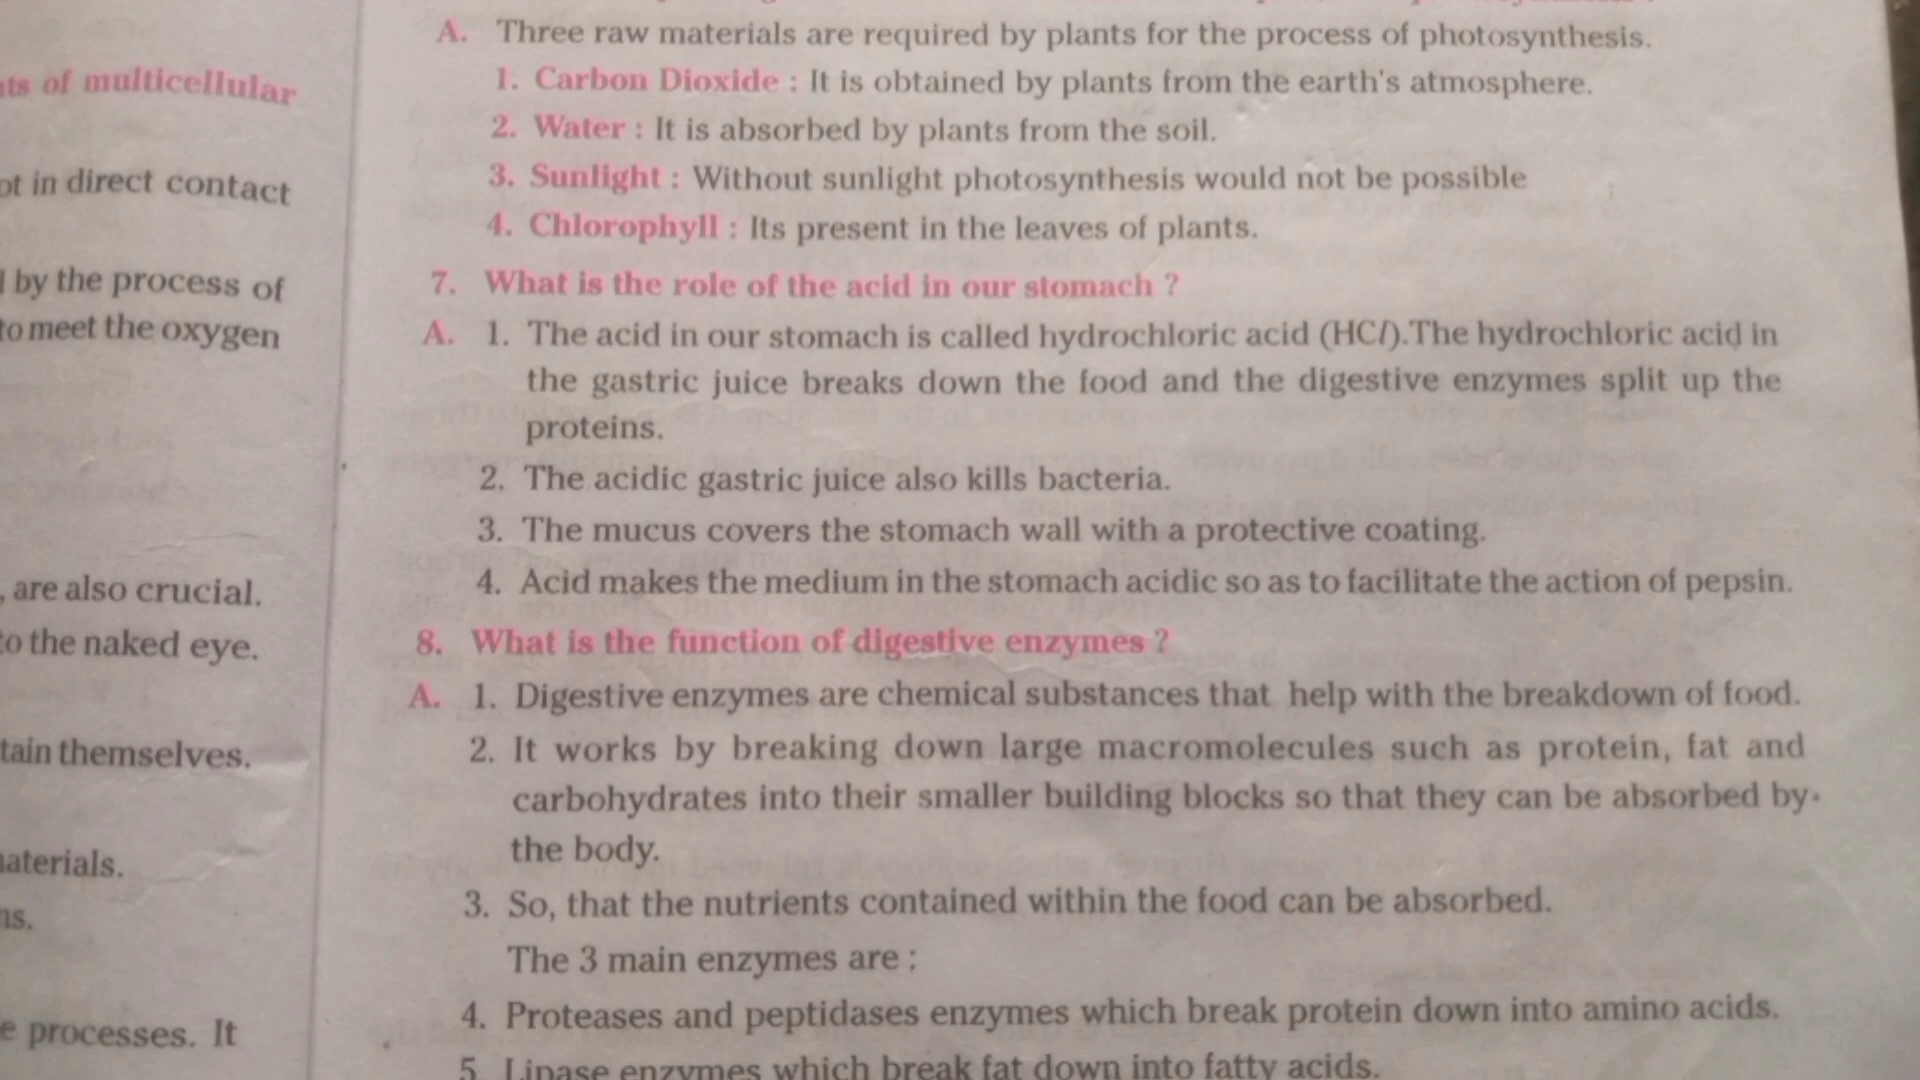 ts of multicellular
ot in direct contact
by the process of
to meet the oxygen
, are also crucial.
to the naked eye.
tain themselves.
aterials.
ns.
e processes. It
A. Three raw materials are required by plants for the process of photosynthesis.
1. Carbon Dioxide : It is obtained by plants from the earth's atmosphere.
2. Water : It is absorbed by plants from the soil.
3. Sunlight : Without sunlight photosynthesis would not be possible
4. Chlorophyll : Its present in the leaves of plants.
7. What is the role of the acid in our stomach ?
A. 1. The acid in our stomach is called hydrochloric acid (HCl).The hydrochloric acid in
the gastric juice breaks down the food and the digestive enzymes split up the
proteins.
2. The acidic gastric juice also kills bacteria.
3. The mucus covers the stomach wall with a protective coating.
4. Acid makes the medium in the stomach acidic so as to facilitate the action of pepsin.
8. What is the function of digestive enzymes ?
A. 1. Digestive enzymes are chemical substances that help with the breakdown of food.
2. It works by breaking down large macromolecules such as protein, fat and
carbohydrates into their smaller building blocks so that they can be absorbed by
the body.
3. So, that the nutrients contained within the food can be absorbed.
The 3 main enzymes are :
4. Proteases and peptidases enzymes which break protein down into amino acids.
5 Lipase enzymes which break fat down into fatty acids.